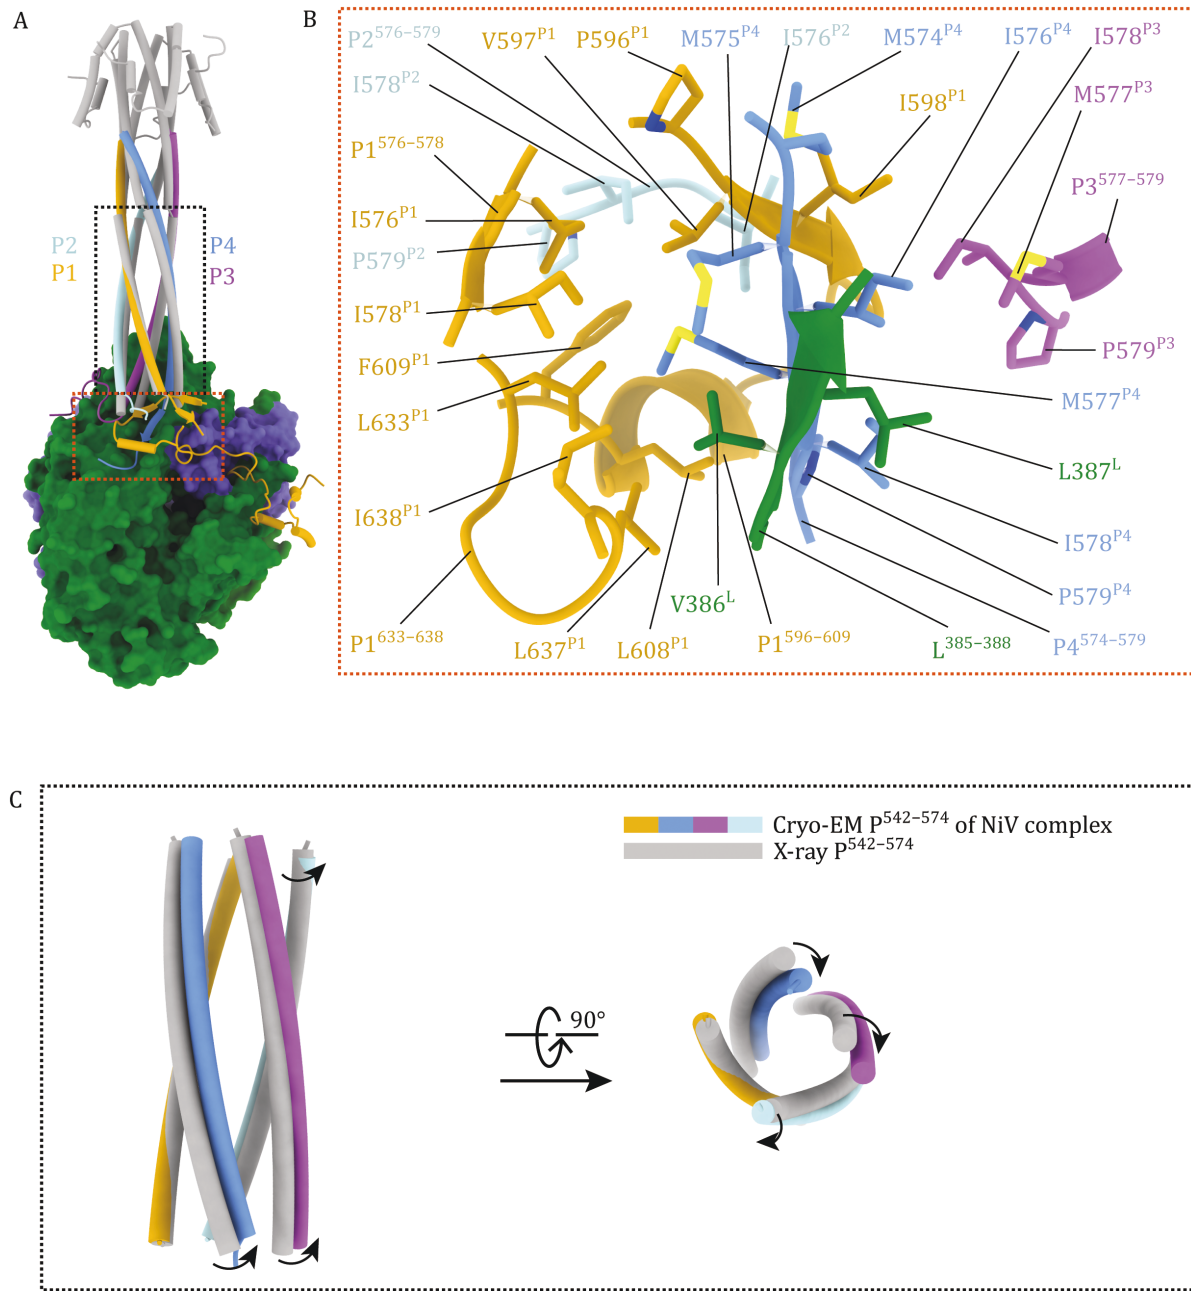 A
B
P2⁵⁷⁶⁻⁵⁷⁹
V597ᴾ¹
P596ᴾ¹
M575ᴾ⁴
I576ᴾ²
M574ᴾ⁴
I576ᴾ⁴
I578ᴾ³
I578ᴾ²
M577ᴾ³
I598ᴾ¹
P1⁵⁷⁶⁻⁵⁷⁸
P3⁵⁷⁷⁻⁵⁷⁹
I576ᴾ¹
P579ᴾ²
P2
P4
P1
P3
I578ᴾ¹
F609ᴾ¹
P579ᴾ³
L633ᴾ¹
M577ᴾ⁴
L387ᴸ
I638ᴾ¹
I578ᴾ⁴
V386ᴸ
P579ᴾ⁴
P1⁶³³⁻⁶³⁸
L637ᴾ¹
L608ᴾ¹
P1⁵⁹⁶⁻⁶⁰⁹
L³⁸⁵⁻³⁸⁸
P4⁵⁷⁴⁻⁵⁷⁹
C
Cryo-EM P⁵⁴²⁻⁵⁷⁴ of NiV complex
X-ray P⁵⁴²⁻⁵⁷⁴
90°